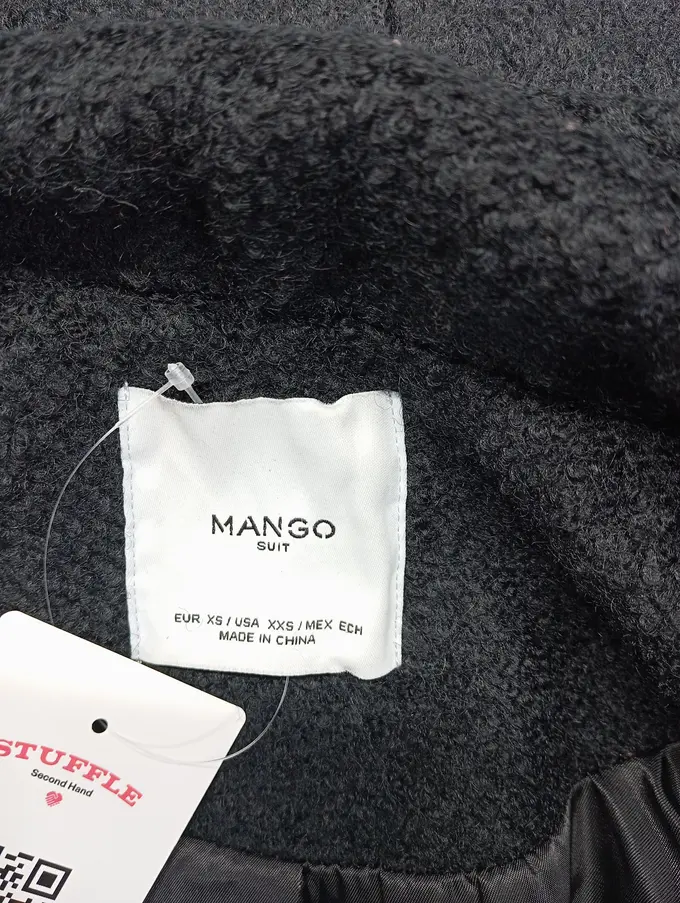 MANGO
SUIT
EUR XS / USA XXS / MEX ECH
MADE IN CHINA
STUFFLE
Second Hand